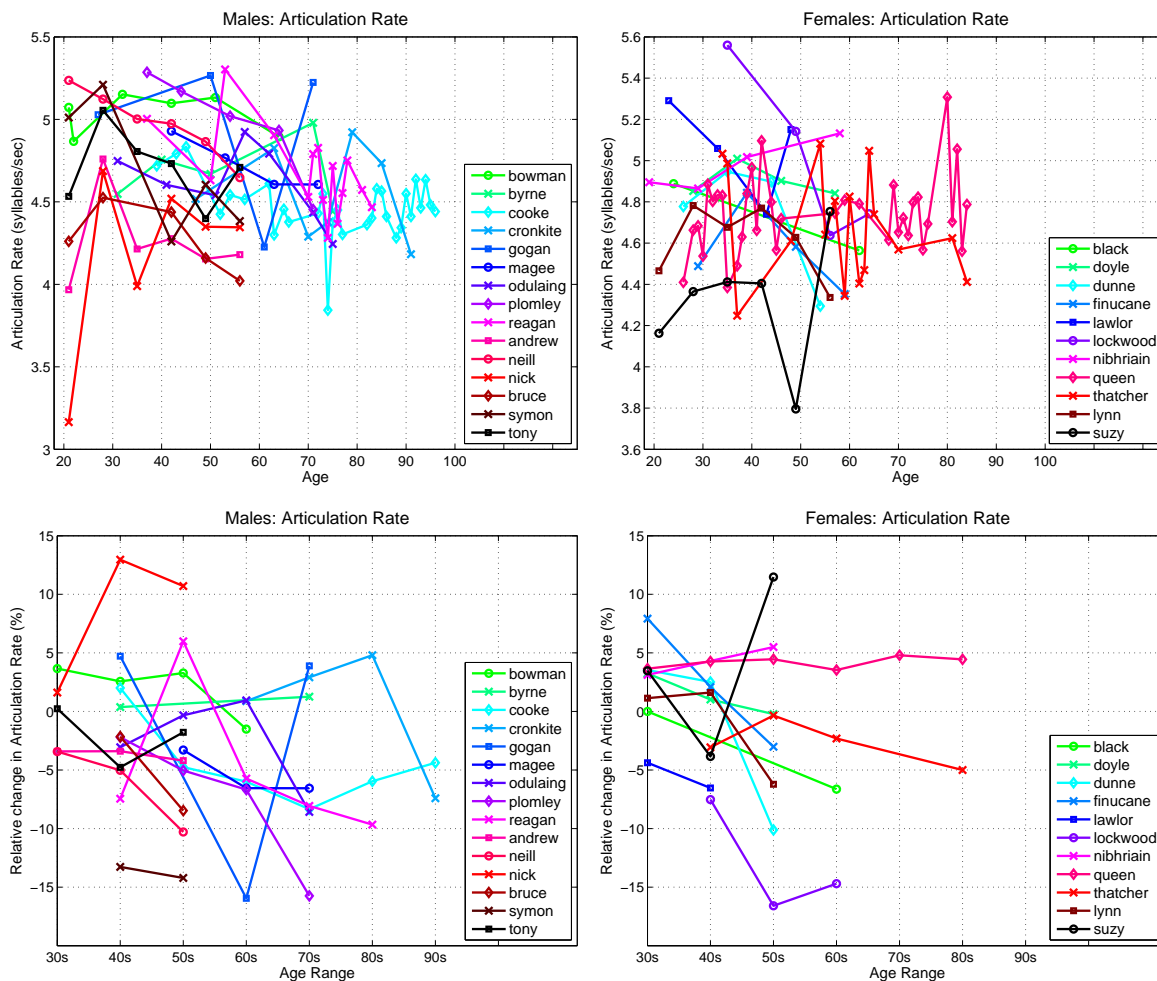 Males: Articulation Rate
Articulation Rate (syllables/sec)
5.5
5
4.5
4
3.5
3
20 30 40 50 60 70 80 90 100
Age
bowman
byrne
cooke
cronkite
gogan
magee
odulaing
plomley
reagan
andrew
neill
nick
bruce
symon
tony
Females: Articulation Rate
Articulation Rate (syllables/sec)
5.6
5.4
5.2
5
4.8
4.6
4.4
4.2
4
3.8
3.6
20 30 40 50 60 70 80 90 100
Age
black
doyle
dunne
finucane
lawlor
lockwood
nibhriain
queen
thatcher
lynn
suzy
Males: Articulation Rate
Relative change in Articulation Rate (%)
15
10
5
0
−5
−10
−15
30s 40s 50s 60s 70s 80s 90s
Age Range
bowman
byrne
cooke
cronkite
gogan
magee
odulaing
plomley
reagan
andrew
neill
nick
bruce
symon
tony
Females: Articulation Rate
Relative change in Articulation Rate (%)
15
10
5
0
−5
−10
−15
30s 40s 50s 60s 70s 80s 90s
Age Range
black
doyle
dunne
finucane
lawlor
lockwood
nibhriain
queen
thatcher
lynn
suzy